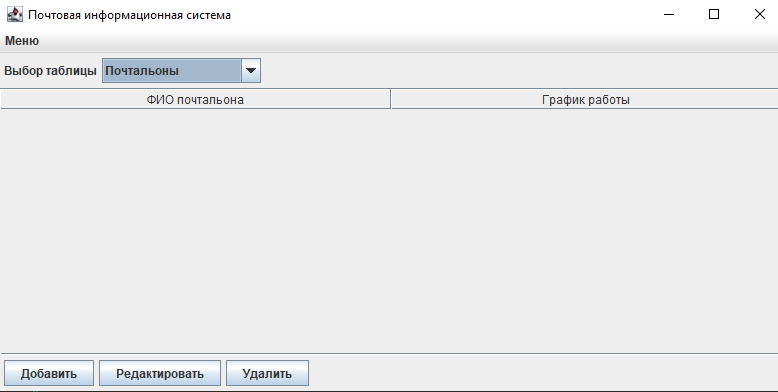 Почтовая информационная система
Меню
Выбор таблицы Почтальоны
ФИО почтальона График работы
Добавить Редактировать Удалить